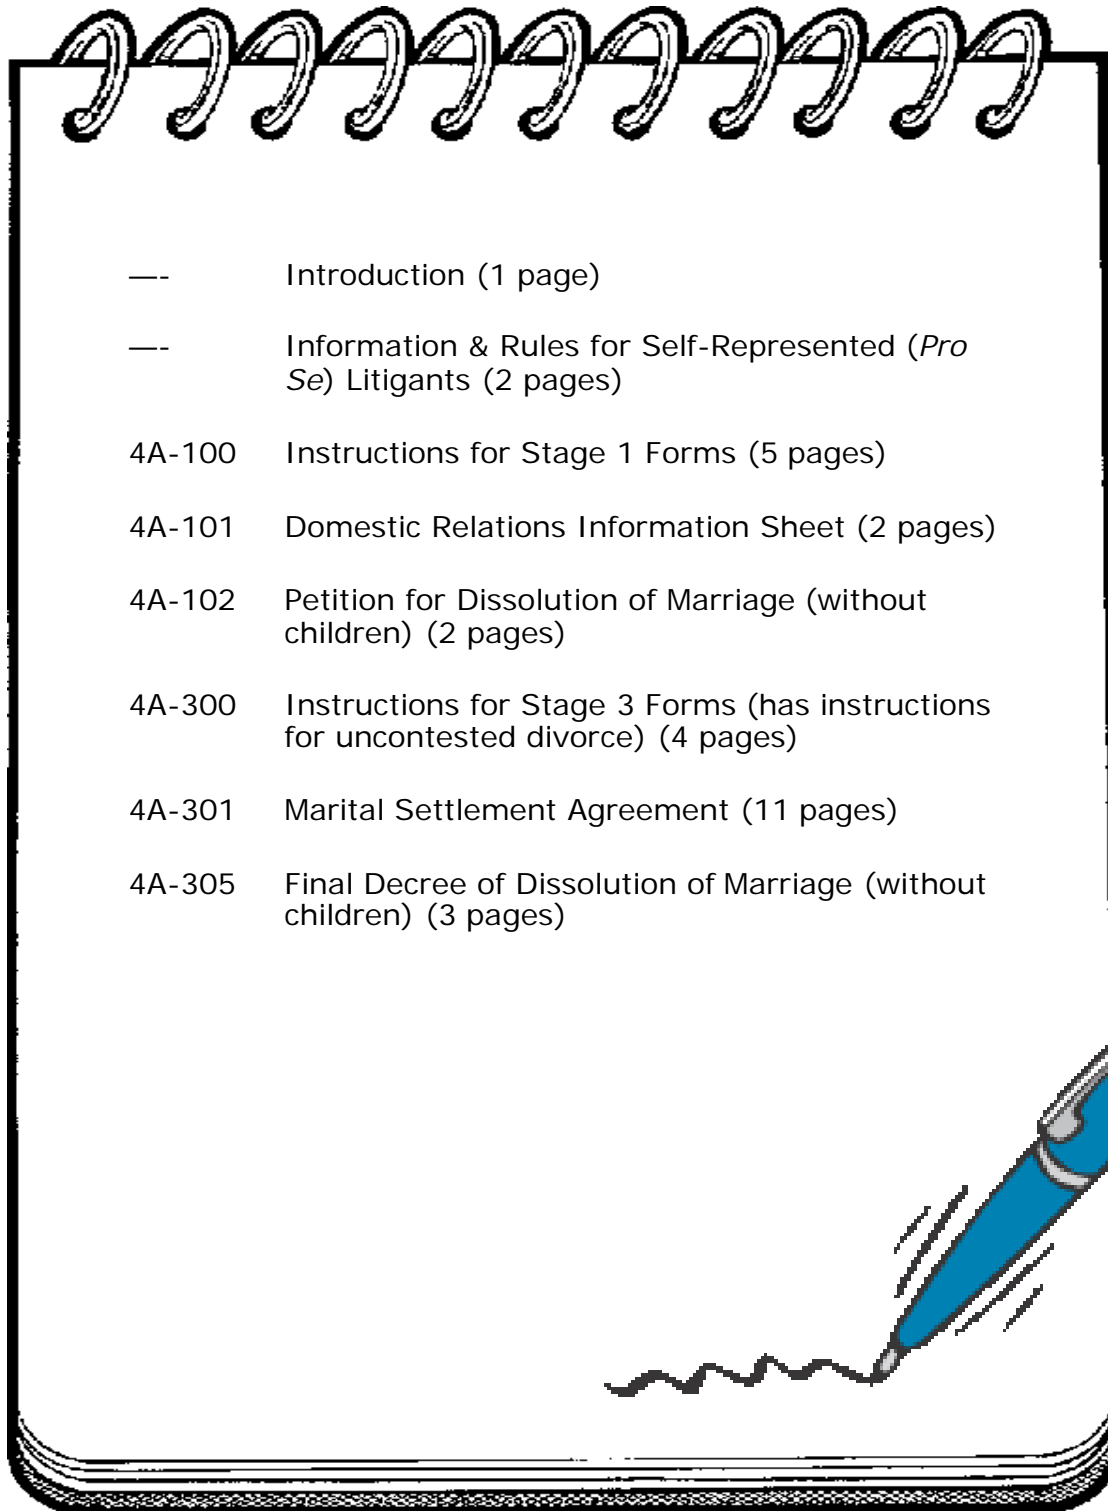 —- Introduction (1 page)
—- Information & Rules for Self-Represented (Pro
Se) Litigants (2 pages)
4A-100 Instructions for Stage 1 Forms (5 pages)
4A-101 Domestic Relations Information Sheet (2 pages)
4A-102 Petition for Dissolution of Marriage (without
children) (2 pages)
4A-300 Instructions for Stage 3 Forms (has instructions
for uncontested divorce) (4 pages)
4A-301 Marital Settlement Agreement (11 pages)
4A-305 Final Decree of Dissolution of Marriage (without
children) (3 pages)